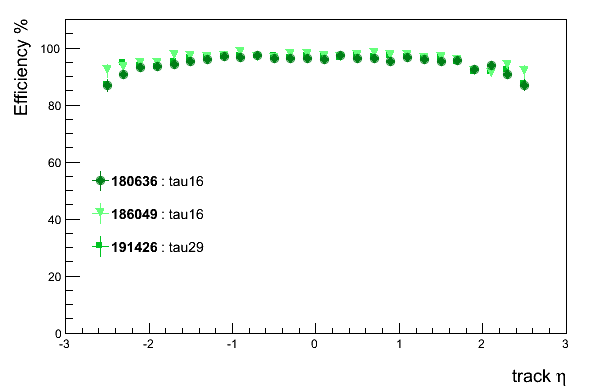 Efficiency %
100
80
60
40
20
0
180636 : tau16
186049 : tau16
191426 : tau29
-3 -2 -1 0 1 2 3
track η